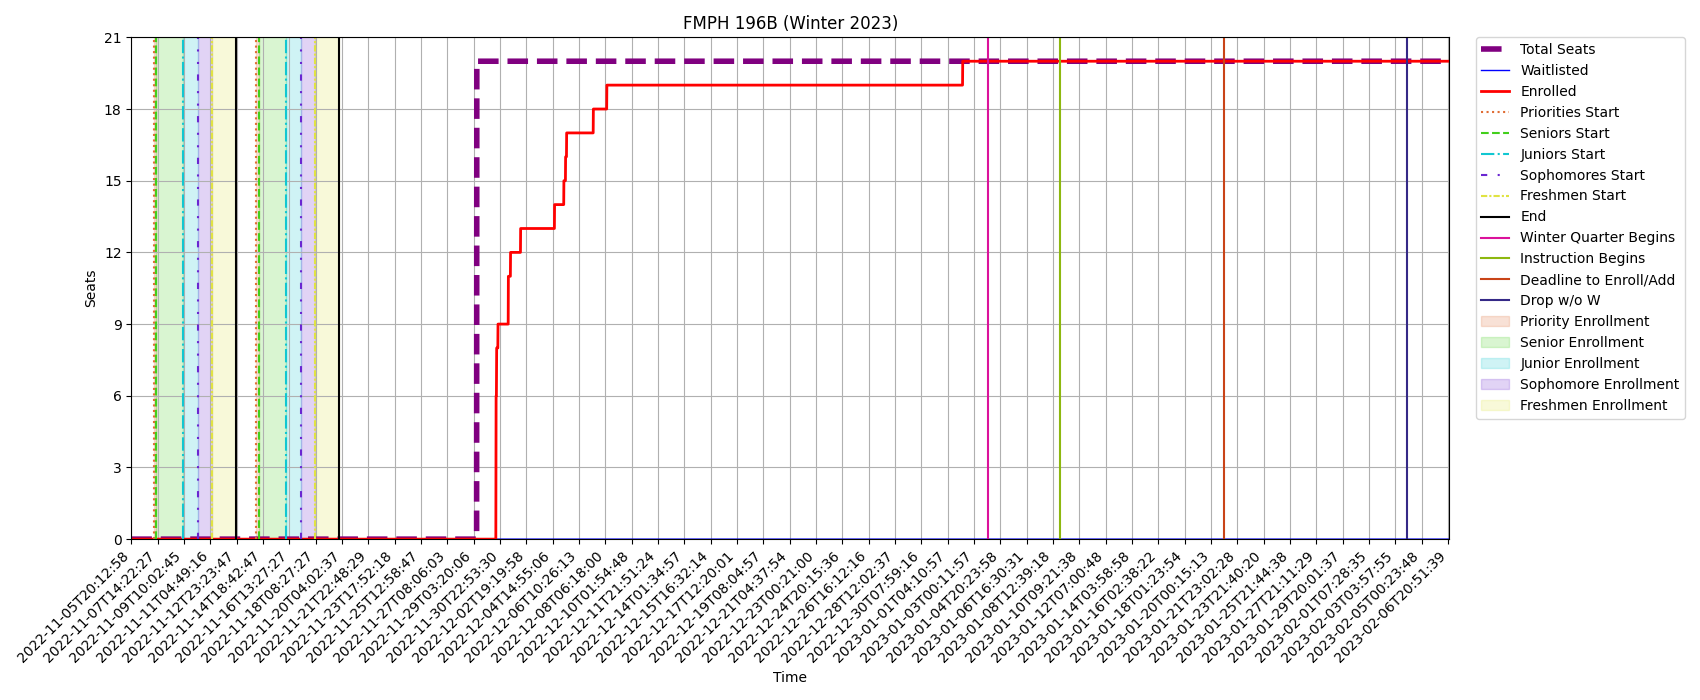 FMPH 196B (Winter 2023)
Seats
21
18
15
12
9
6
3
0
2022-11-05T20:12:58
2022-11-07T14:22:27
2022-11-09T10:02:45
2022-11-11T04:49:16
2022-11-12T23:23:47
2022-11-14T18:42:47
2022-11-16T13:27:27
2022-11-18T08:27:27
2022-11-20T04:02:37
2022-11-21T22:48:29
2022-11-23T17:52:18
2022-11-25T12:58:47
2022-11-27T08:06:03
2022-11-29T03:20:06
2022-11-30T22:53:30
2022-12-02T19:19:58
2022-12-04T14:55:06
2022-12-06T10:26:13
2022-12-08T06:18:00
2022-12-10T01:54:48
2022-12-11T21:51:24
2022-12-14T01:34:57
2022-12-15T16:32:14
2022-12-17T12:20:01
2022-12-19T08:04:57
2022-12-21T04:37:54
2022-12-23T00:21:00
2022-12-24T20:15:36
2022-12-26T16:12:16
2022-12-28T12:02:37
2022-12-30T07:59:16
2023-01-01T04:10:57
2023-01-03T00:11:57
2023-01-04T20:23:58
2023-01-06T16:30:31
2023-01-08T12:39:18
2023-01-10T09:21:38
2023-01-12T07:00:48
2023-01-14T03:58:58
2023-01-16T02:38:22
2023-01-18T01:23:54
2023-01-20T00:15:13
2023-01-21T23:02:28
2023-01-23T21:40:20
2023-01-25T21:44:38
2023-01-27T21:11:29
2023-01-29T20:01:37
2023-02-01T07:28:35
2023-02-03T03:57:55
2023-02-05T00:23:48
2023-02-06T20:51:39
Time
Total Seats
Waitlisted
Enrolled
Priorities Start
Seniors Start
Juniors Start
Sophomores Start
Freshmen Start
End
Winter Quarter Begins
Instruction Begins
Deadline to Enroll/Add
Drop w/o W
Priority Enrollment
Senior Enrollment
Junior Enrollment
Sophomore Enrollment
Freshmen Enrollment